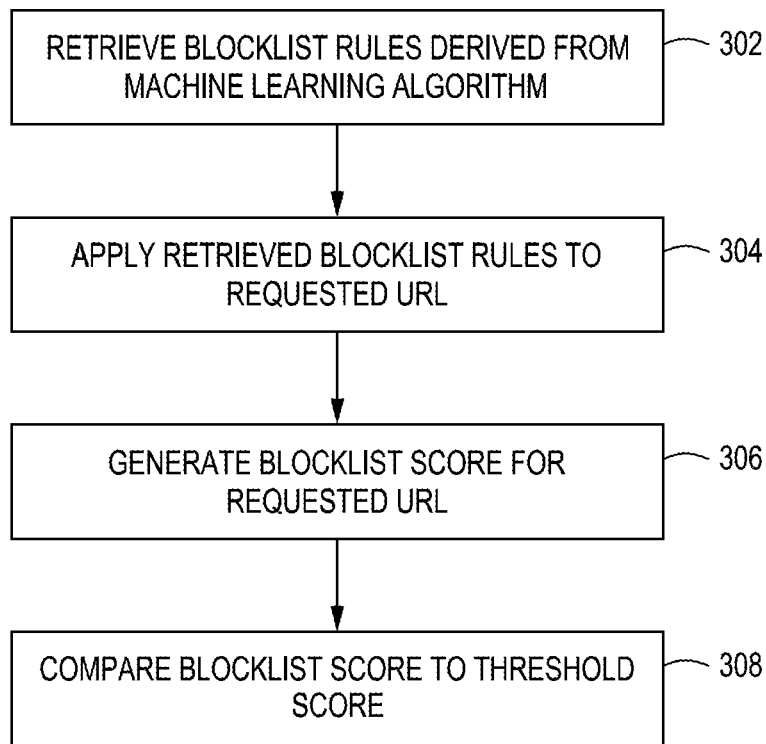 RETRIEVE BLOCKLIST RULES DERIVED FROM
MACHINE LEARNING ALGORITHM
302
APPLY RETRIEVED BLOCKLIST RULES TO
REQUESTED URL
304
GENERATE BLOCKLIST SCORE FOR
REQUESTED URL
306
COMPARE BLOCKLIST SCORE TO THRESHOLD
SCORE
308